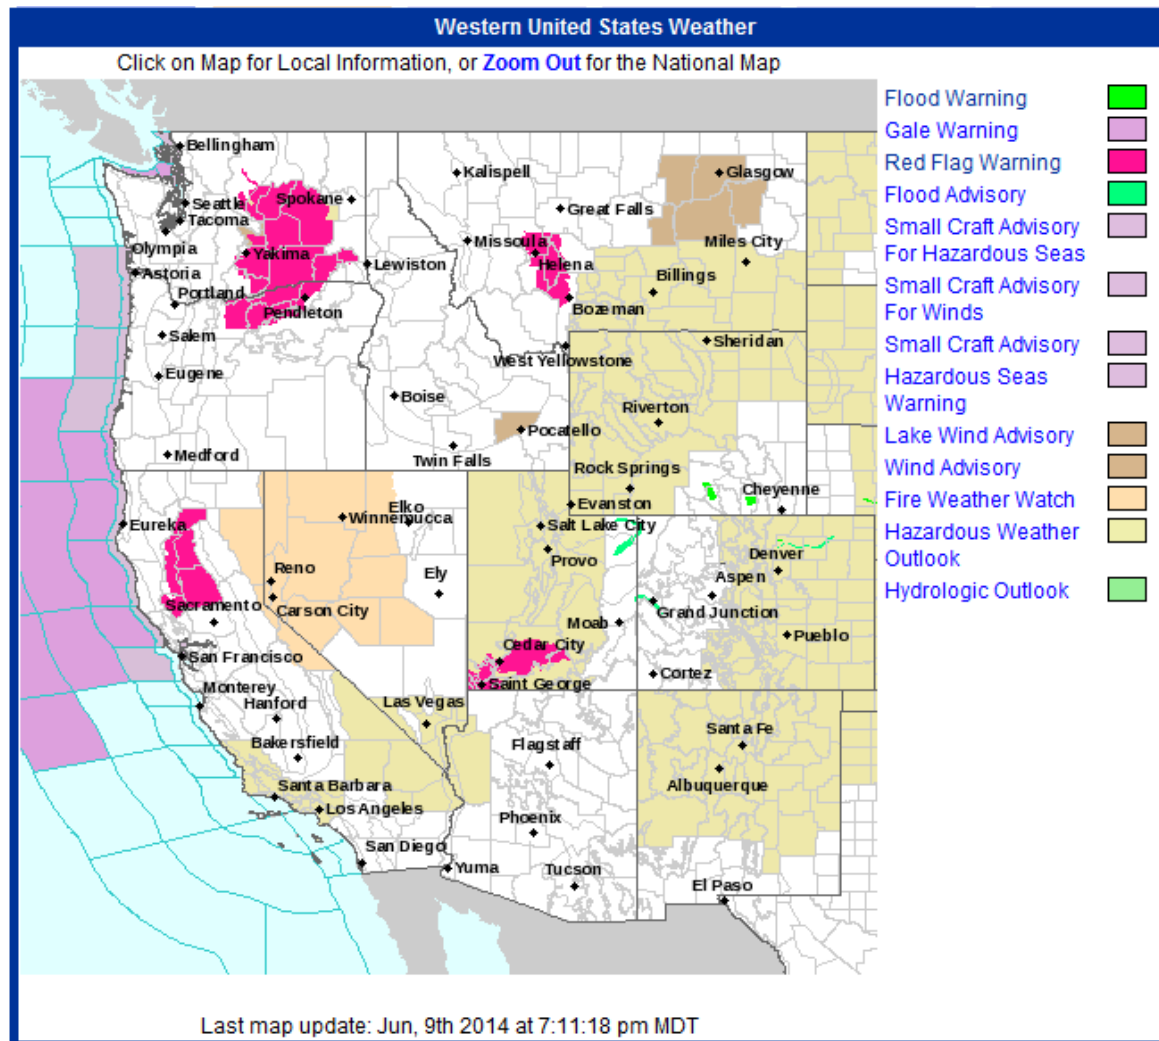 Western United States Weather
Click on Map for Local Information, or Zoom Out for the National Map
Flood Warning
Gale Warning
Red Flag Warning
Flood Advisory
Small Craft Advisory
For Hazardous Seas
Small Craft Advisory
For Winds
Small Craft Advisory
Hazardous Seas
Warning
Lake Wind Advisory
Wind Advisory
Fire Weather Watch
Hazardous Weather
Outlook
Hydrologic Outlook
Bellingham
Kalispell
Glasgow
Seattle
Spokane
Great Falls
Tacoma
Olympia
Yakima
Missoula
Miles City
Helena
Lewiston
Astoria
Billings
Portland
Pendleton
Bozeman
Salem
Sheridan
West Yellowstone
Eugene
Boise
Riverton
Pocatello
Medford
Twin Falls
Rock Springs
Cheyenne
Evanston
Elko
Winnemucca
Eureka
Salt Lake City
Provo
Denver
Reno
Ely
Aspen
Sacramento
Carson City
Grand Junction
Moab
Pueblo
Cedar City
San Francisco
Cortez
Saint George
Monterey
Hanford
Las Vegas
Santa Fe
Bakersfield
Flagstaff
Albuquerque
Santa Barbara
Los Angeles
Phoenix
San Diego
Yuma
Tucson
El Paso
Last map update: Jun, 9th 2014 at 7:11:18 pm MDT